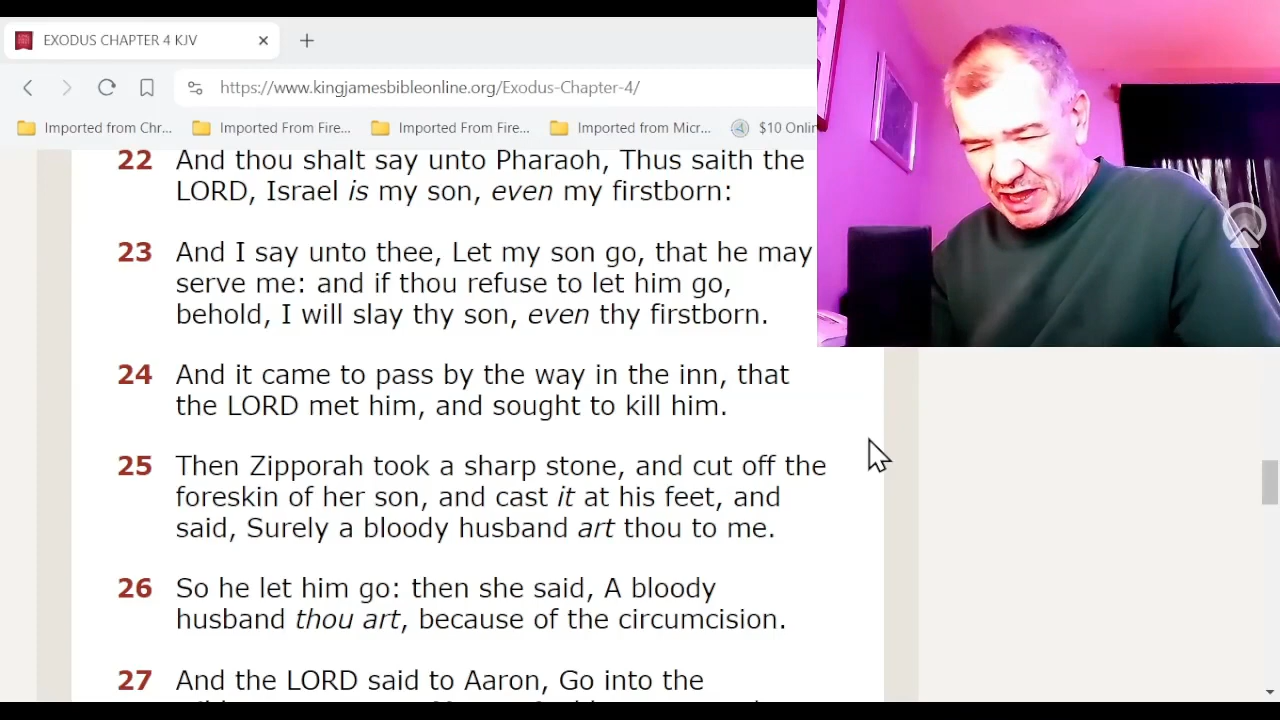 EXODUS CHAPTER 4 KJV
https://www.kingjamesbibleonline.org/Exodus-Chapter-4/
Imported from Chr...
Imported From Fire...
Imported From Fire...
Imported from Micr...
$10 Onlin
22 And thou shalt say unto Pharaoh, Thus saith the
LORD, Israel is my son, even my firstborn:
23 And I say unto thee, Let my son go, that he may
serve me: and if thou refuse to let him go,
behold, I will slay thy son, even thy firstborn.
24 And it came to pass by the way in the inn, that
the LORD met him, and sought to kill him.
25 Then Zipporah took a sharp stone, and cut off the
foreskin of her son, and cast it at his feet, and
said, Surely a bloody husband art thou to me.
26 So he let him go: then she said, A bloody
husband thou art, because of the circumcision.
27 And the LORD said to Aaron, Go into the